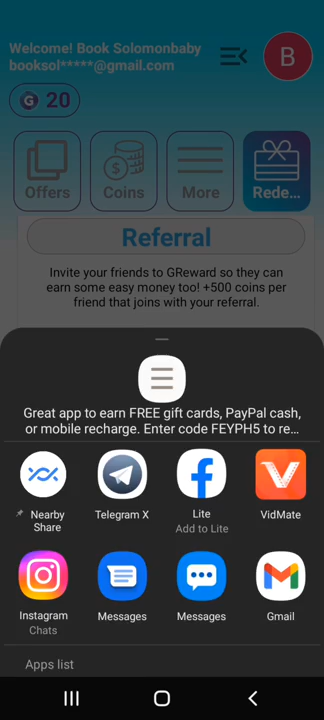 Welcome! Book Solomonbaby
booksol*****@gmail.com
B
G 20
Offers
Coins
More
Rede...
Referral
Invite your friends to GReward so they can
earn some easy money too! +500 coins per
friend that joins with your referral.
Great app to earn FREE gift cards, PayPal cash,
or mobile recharge. Enter code FEYPH5 to re...
Nearby
Share
Telegram X
Lite
Add to Lite
VidMate
Instagram
Chats
Messages
Messages
Gmail
Apps list